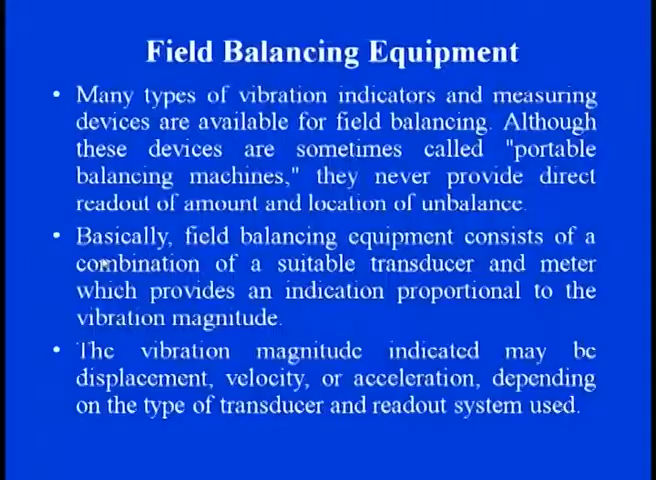 Field Balancing Equipment
• Many types of vibration indicators and measuring
devices are available for field balancing. Although
these devices are sometimes called "portable
balancing machines," they never provide direct
readout of amount and location of unbalance.
• Basically, field balancing equipment consists of a
combination of a suitable transducer and meter
which provides an indication proportional to the
vibration magnitude.
• The vibration magnitude indicated may be
displacement, velocity, or acceleration, depending
on the type of transducer and readout system used.